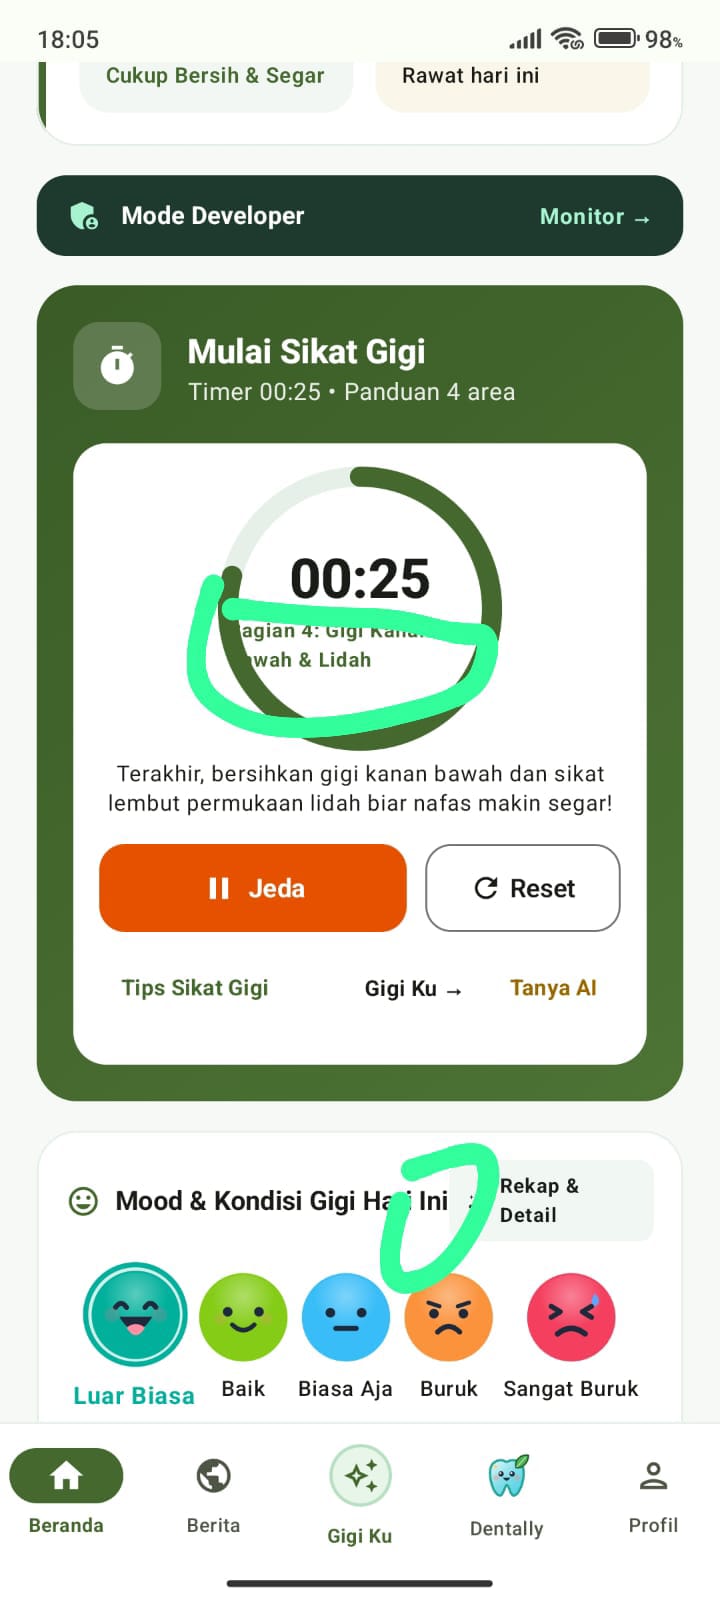 18:05
98%
Cukup Bersih & Segar
Rawat hari ini
Mode Developer
Monitor →
Mulai Sikat Gigi
Timer 00:25 • Panduan 4 area
00:25
4: Gigi
& Lidah
Terakhir, bersihkan gigi kanan bawah dan sikat
lembut permukaan lidah biar nafas makin segar!
Jeda
Reset
Tips Sikat Gigi
Gigi Ku →
Tanya AI
Mood & Kondisi Gigi Hari Ini
Rekap &
Detail
Luar Biasa
Baik
Biasa Aja
Buruk
Sangat Buruk
Beranda
Berita
Gigi Ku
Dentally
Profil